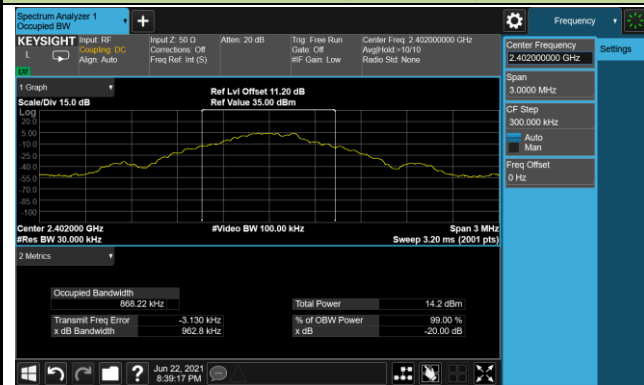 Spectrum Analyzer 1
Occupied BW
Frequency
KEYSIGHT
L
Input: RF
Coupling: DC
Align: Auto
Input Z: 50 Ω
Corrections: Off
Freq Ref: Int (S)
Atten: 20 dB
Trig: Free Run
Gate: Off
#IF Gain: Low
Center Freq: 2.402000000 GHz
Avg|Hold:>10/10
Radio Std: None
Center Frequency
2.402000000 GHz
Settings
Span
3.0000 MHz
CF Step
300.000 kHz
Auto
Man
Freq Offset
0 Hz
1 Graph
Scale/Div 15.0 dB
Ref Lvl Offset 11.20 dB
Ref Value 35.00 dBm
Log
20.0
5.00
-10.0
-25.0
-40.0
-55.0
-70.0
-85.0
-100
Center 2.402000 GHz
#Video BW 100.00 kHz
Span 3 MHz
#Res BW 30.000 kHz
Sweep 3.20 ms (2001 pts)
2 Metrics
Occupied Bandwidth
868.22 kHz
Total Power 14.2 dBm
Transmit Freq Error -3.130 kHz
% of OBW Power 99.00 %
x dB Bandwidth 962.8 kHz
x dB -20.00 dB
?
Jun 22, 2021
8:39:17 PM